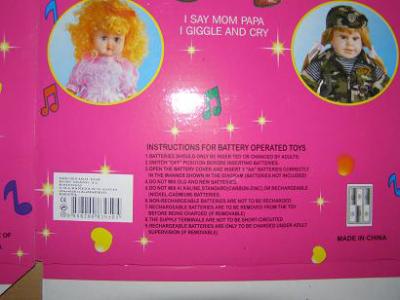 I SAY MOM PAPA
I GIGGLE AND CRY
INSTRUCTIONS FOR BATTERY OPERATED TOYS
1.BATTERIES SHOULD ONLY BE INSERTED OR CHANGED BY ADULTS
2.SWITCH "OFF" POSITION BEFORE INSERTING BATTERIES.
3.OPEN THE BATTERY COVER AND INSERT 3 "AA" BATTERIES CORRECTLY
IN THE MANNER SHOWN IN THE DIAGRAM (BATTERIES NOT INCLUDED)
4.DO NOT MIX OLD AND NEW BATTERIES.
5.DO NOT MIX ALKALINE,STANDARD(CARBON-ZINC),OR RECHARGEABLE
(NICKEL-CADMIUM) BATTERIES.
6.NON-RECHARGEABLE BATTERIES ARE NOT TO BE RECHARGED
7.RECHARGEABLE BATTERIES ARE TO BE REMOVED FROM THE TOY
BEFORE BEING CHARGED (IF REMOVABLE)
8.THE SUPPLY TERMINALS ARE NOT TO BE SHORT-CIRCUITED
9.RECHARGEABLE BATTERIES ARE ONLY TO BE CHARGED UNDER ADULT
SUPERVISION (IF REMOVABLE).
MADE IN CHINA
OF